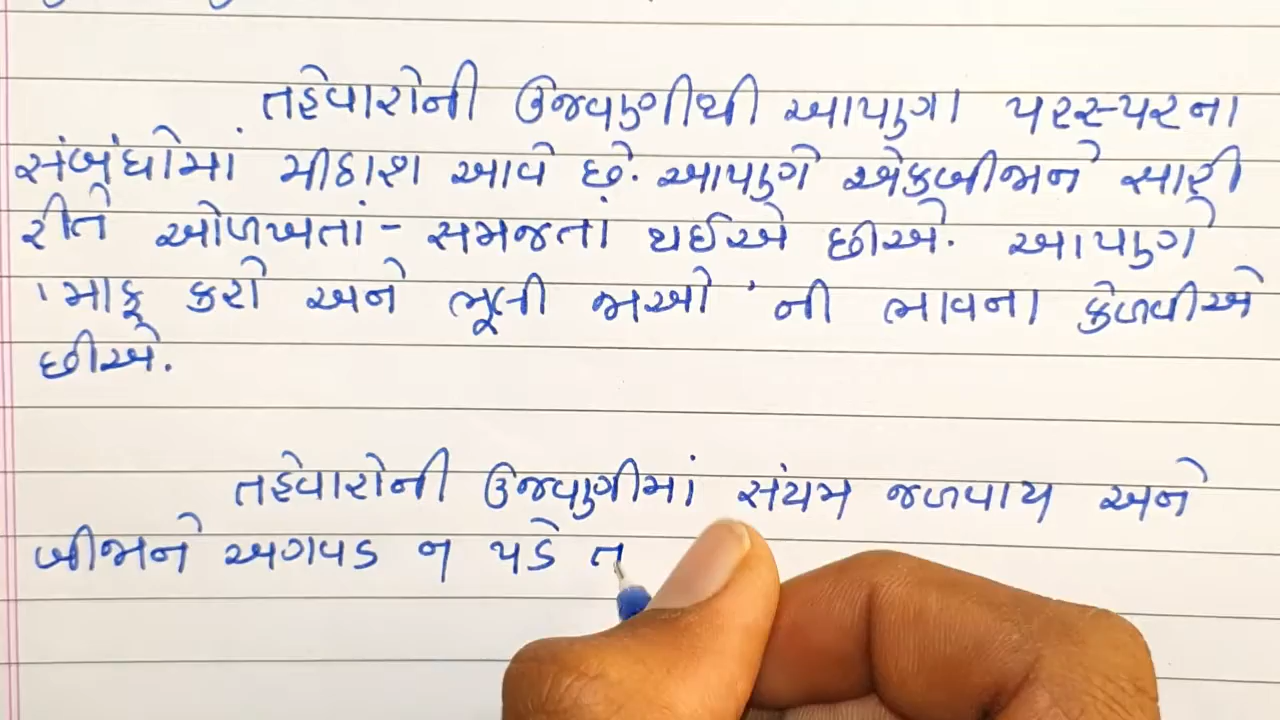 તહેવારોની ઉજવણીથી આપણા પરસ્પરના
સંબંધોમાં મીઠાશ આવે છે. આપણે એકબીજાને સારી
રીતે ઓળખતાં - સમજતાં થઈએ છીએ. આપણે
'માફ કરો અને ભૂલી જાઓ' ની ભાવના કેળવીએ
છીએ.
તહેવારોની ઉજવણીમાં સંયમ જળવાય અને
બીજાને અગવડ ન પડે ત